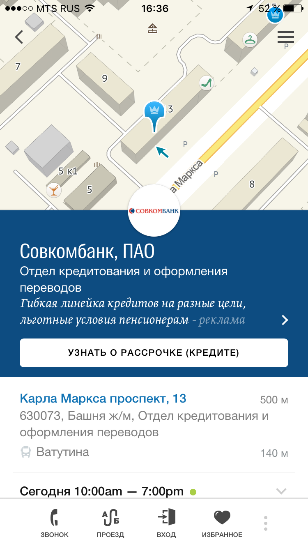 MTS RUS 16:36 52 %
7
9
3
5 к1
5
8
а Маркса
СОВКОМБАНК
Совкомбанк, ПАО
Отдел кредитования и оформления
переводов
Гибкая линейка кредитов на разные цели,
льготные условия пенсионерам - реклама
УЗНАТЬ О РАССРОЧКЕ (КРЕДИТЕ)
Карла Маркса проспект, 13 500 м
630073, Башня ж/м, Отдел кредитования и
оформления переводов
Ватутина 140 м
Сегодня 10:00am — 7:00pm
ЗВОНОК ПРОЕЗД ВХОД ИЗБРАННОЕ